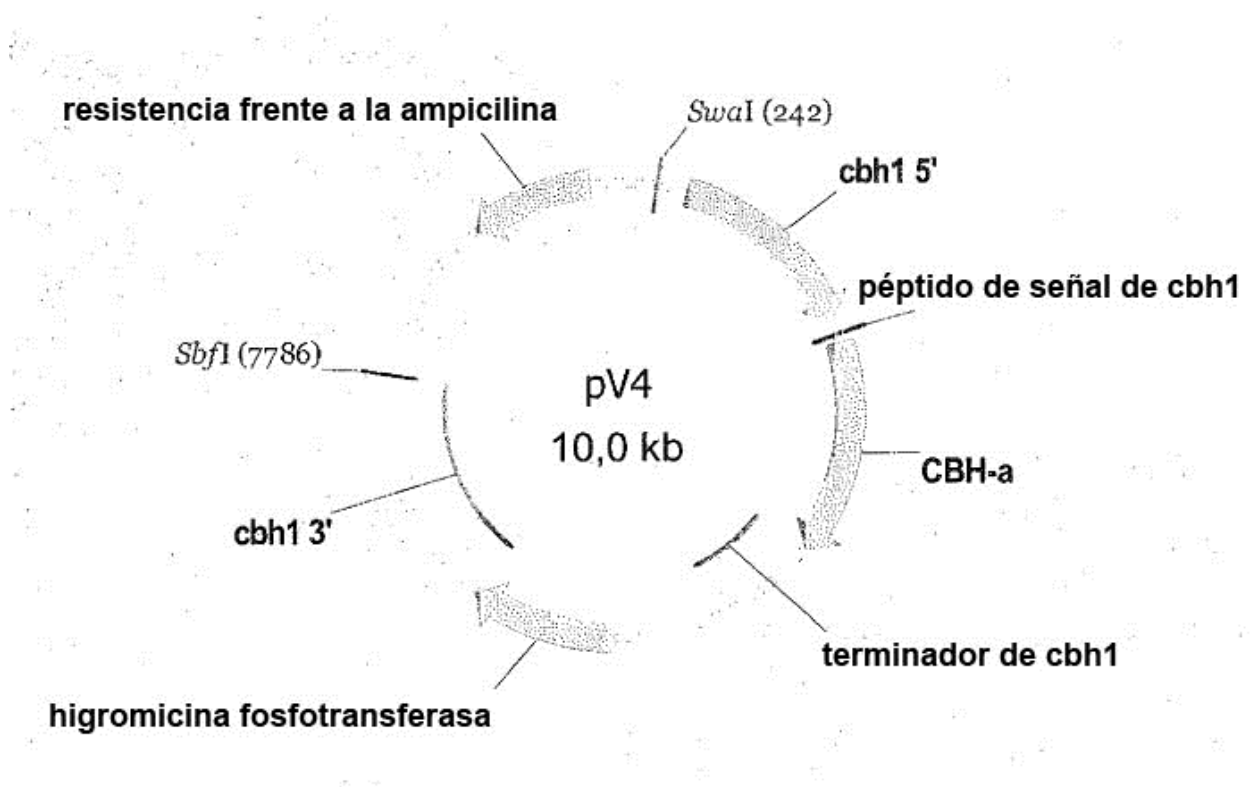 resistencia frente a la ampicilina
SwaI (242)
cbh1 5'
péptido de señal de cbh1
SbfI (7786)
pV4
10,0 kb
CBH-a
cbh1 3'
terminador de cbh1
higromicina fosfotransferasa